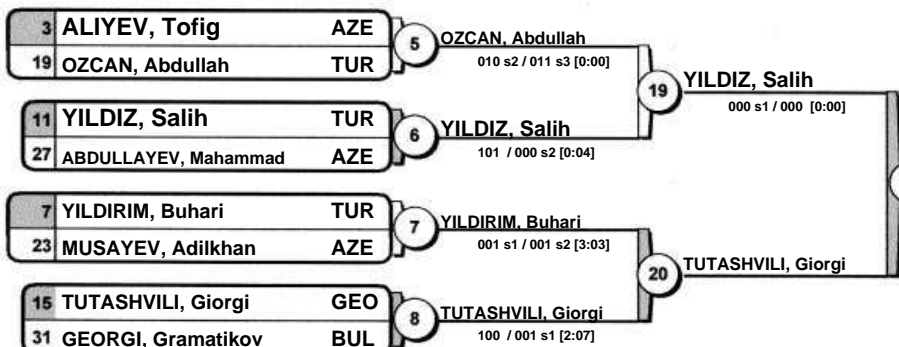 3 ALIYEV, Tofig AZE
19 OZCAN, Abdullah TUR
5
OZCAN, Abdullah
010 s2 / 011 s3 [0:00]
11 YILDIZ, Salih TUR
27 ABDULLAYEV, Mahammad AZE
6
YILDIZ, Salih
101 / 000 s2 [0:04]
19
YILDIZ, Salih
000 s1 / 000 [0:00]
7 YILDIRIM, Buhari TUR
23 MUSAYEV, Adilkhan AZE
7
YILDIRIM, Buhari
001 s1 / 001 s2 [3:03]
15 TUTASHVILI, Giorgi GEO
31 GEORGI, Gramatikov BUL
8
TUTASHVILI, Giorgi
100 / 001 s1 [2:07]
20
TUTASHVILI, Giorgi